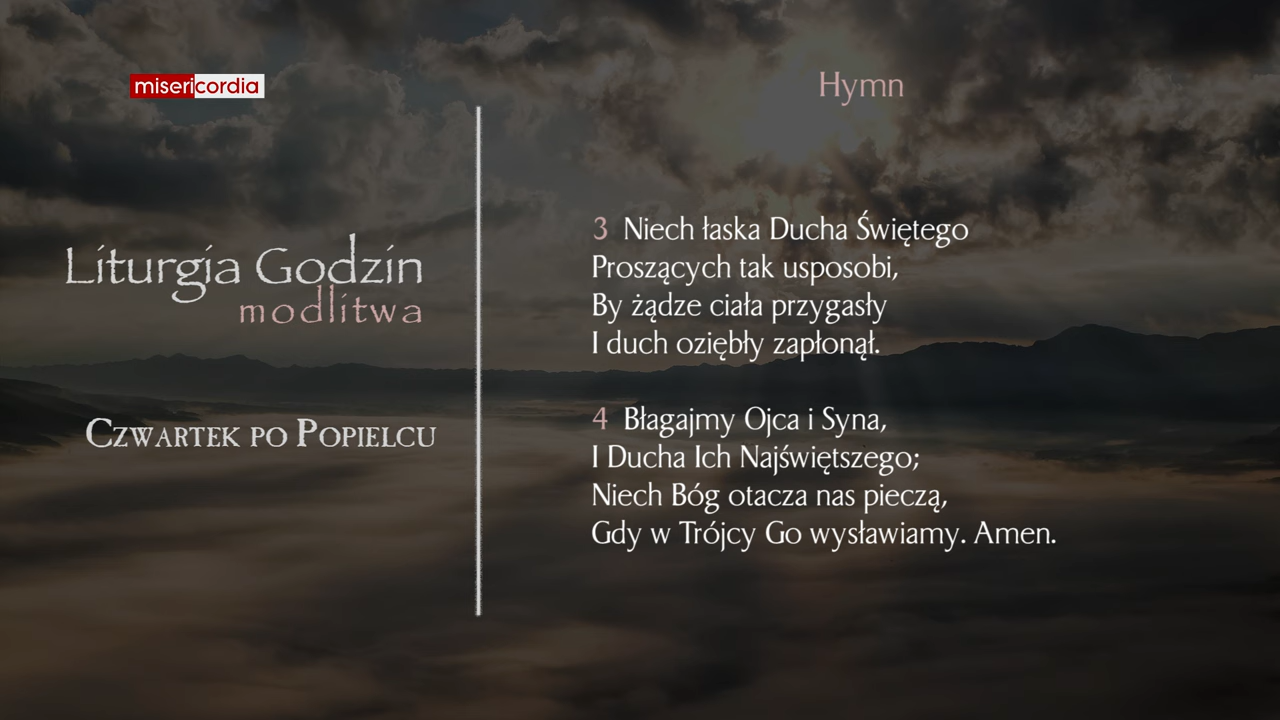 misericordia
Liturgia Godzin
modlitwa
Czwartek po Popielcu
Hymn
3 Niech łaska Ducha Świętego
Proszących tak usposobi,
By żądze ciała przygasły
I duch oziębły zapłonął.
4 Błagajmy Ojca i Syna,
I Ducha Ich Najświętszego;
Niech Bóg otacza nas pieczą,
Gdy w Trójcy Go wysławiamy. Amen.